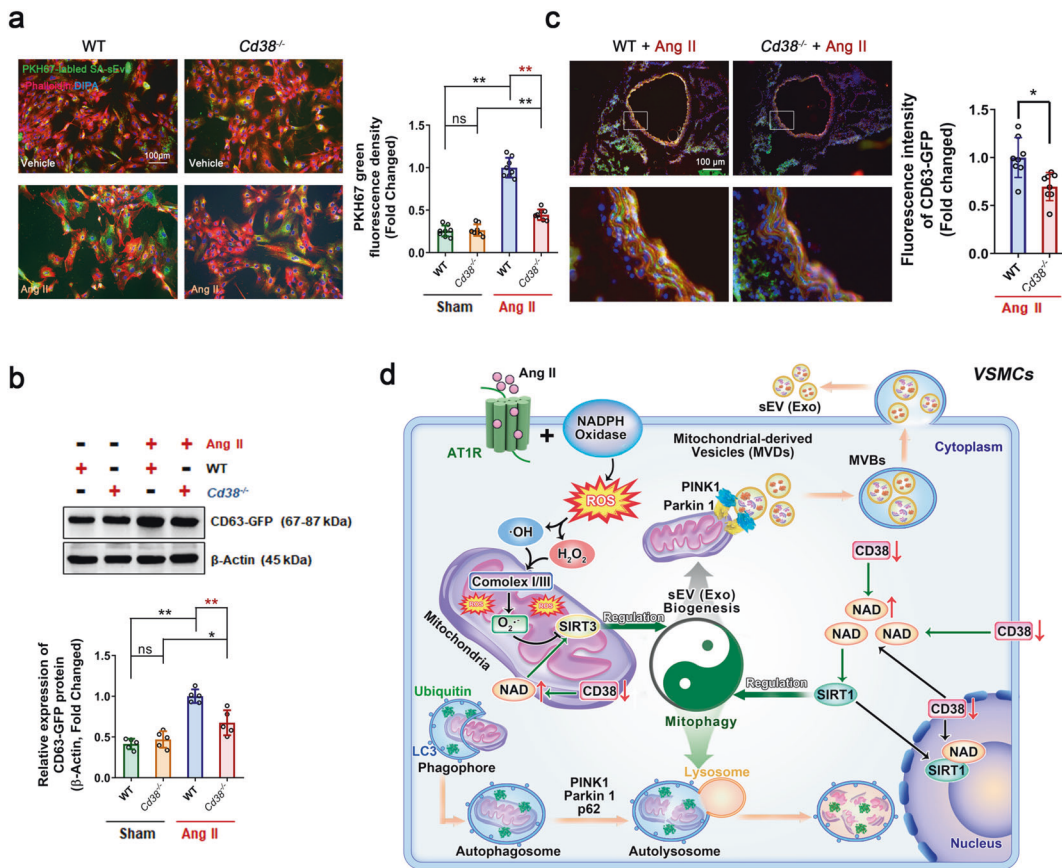 a
WT
Cd38-/-
PKH67-labled SA-sEvs
Phalloidin DIPA
Vehicle
100μm
Vehicle
Ang II
Ang II
PKH67 green
fluorescence density
(Fold Changed)
1.5
1.0
0.5
0.0
**
**
**
ns
WT
Cd38-/-
WT
Cd38-/-
Sham
Ang II
c
WT + Ang II
Cd38-/- + Ang II
100 μm
Fluorescence intensity
of CD63-GFP
(Fold changed)
1.5
1.0
0.5
0.0
*
WT
Cd38-/-
Ang II
b
- - + + Ang II
+ - + - WT
- + - + Cd38-/-
CD63-GFP (67-87 kDa)
β-Actin (45 kDa)
Relative expression of
CD63-GFP protein
(β-Actin, Fold Changed)
1.5
1.0
0.5
0.0
**
**
*
ns
WT
Cd38-/-
WT
Cd38-/-
Sham
Ang II
d
VSMCs
Ang II
AT1R
+
NADPH
Oxidase
ROS
·OH
H2O2
Comolex I/III
ROS
ROS
O2·-
SIRT3
Mitochondria
NAD
CD38
Regulation
sEV (Exo)
Biogenesis
Mitophagy
Regulation
Mitochondrial-derived
Vesicles (MVDs)
PINK1
Parkin 1
sEV (Exo)
MVBs
Cytoplasm
CD38
NAD
NAD
NAD
CD38
SIRT1
CD38
NAD
SIRT1
Nucleus
Ubiquitin
LC3
Phagophore
Autophagosome
PINK1
Parkin 1
p62
Lysosome
Autolysosome